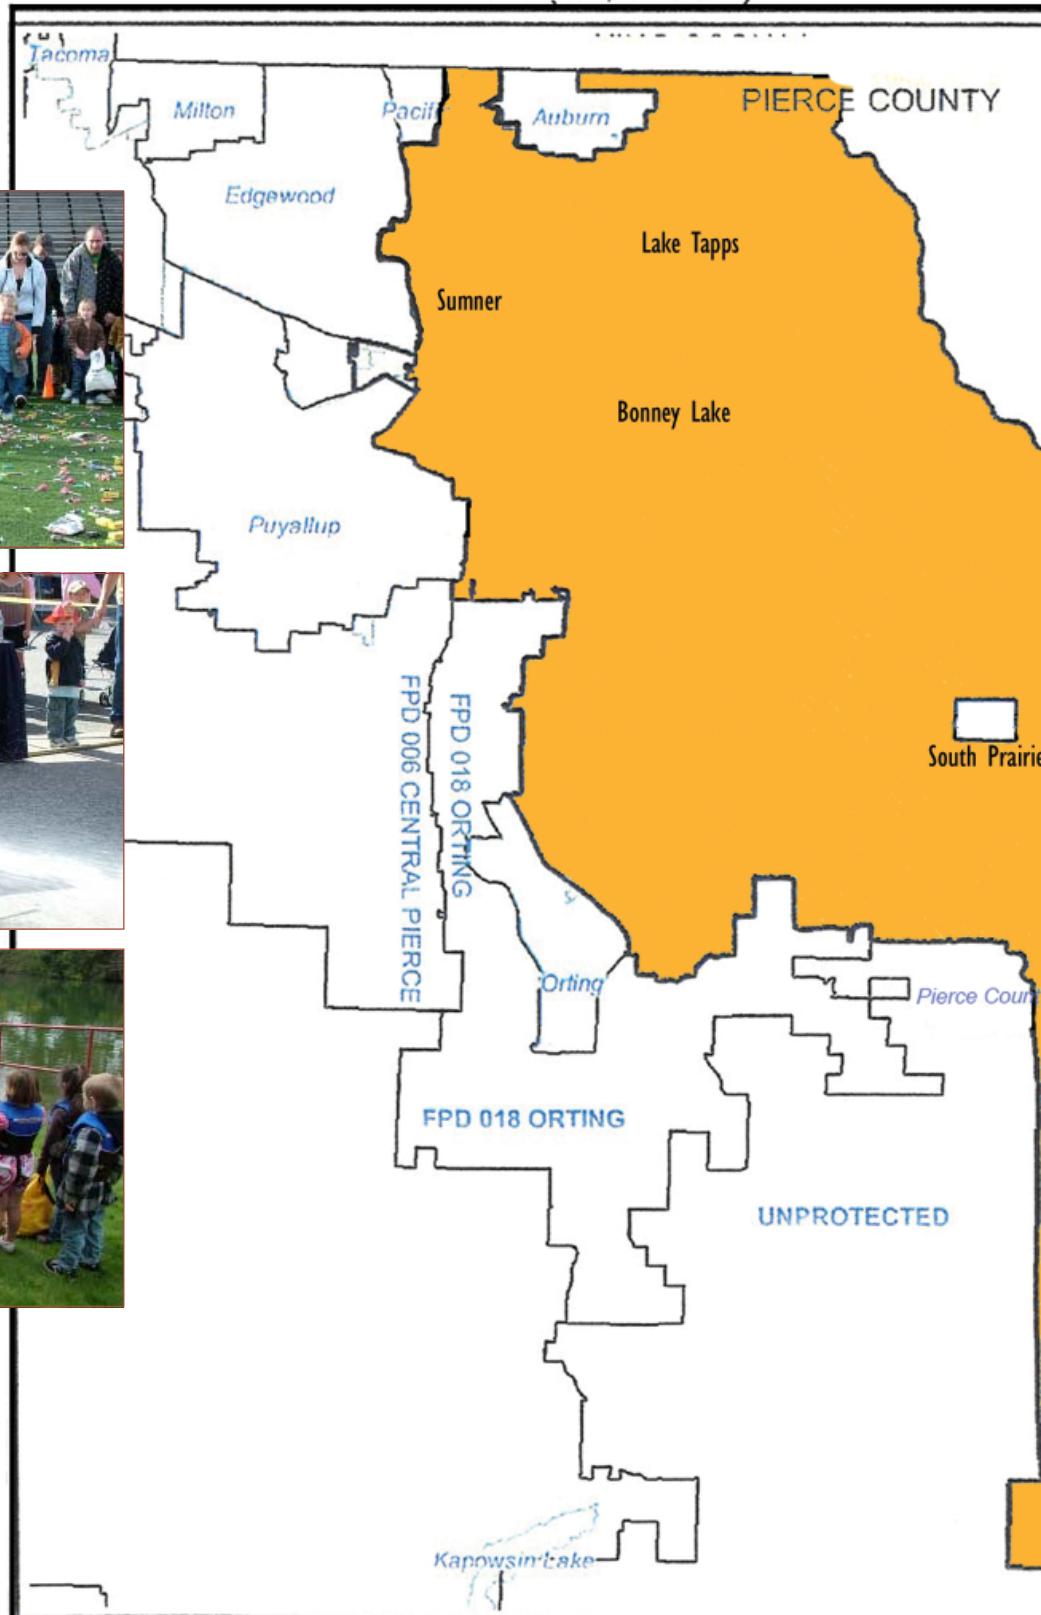 Tacoma
Milton
Pacif
Auburn
PIERCE COUNTY
Edgewood
Lake Tapps
Sumner
Bonney Lake
Puyallup
FPD 006 CENTRAL PIERCE
FPD 018 ORTING
South Prairie
Orting
Pierce Count
FPD 018 ORTING
UNPROTECTED
Kapowsin Lake